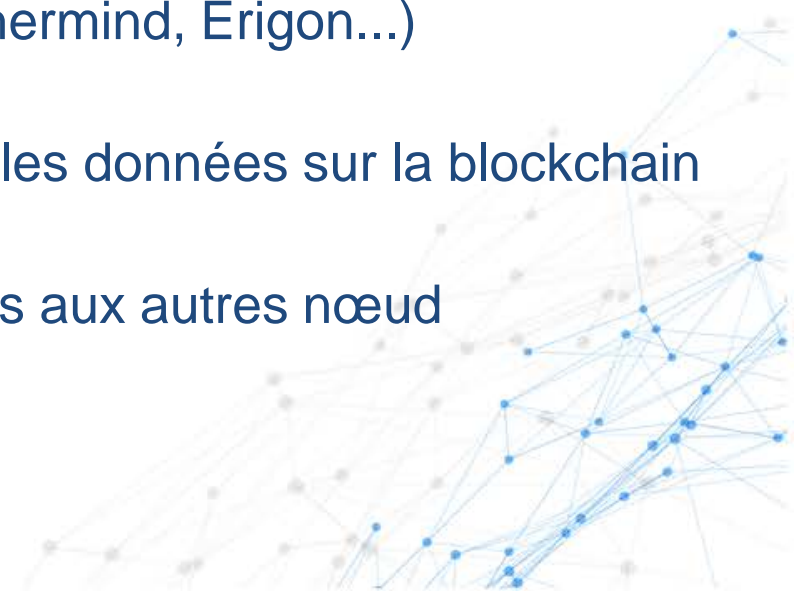 hermind, Erigon...)
les données sur la blockchain
s aux autres nœud